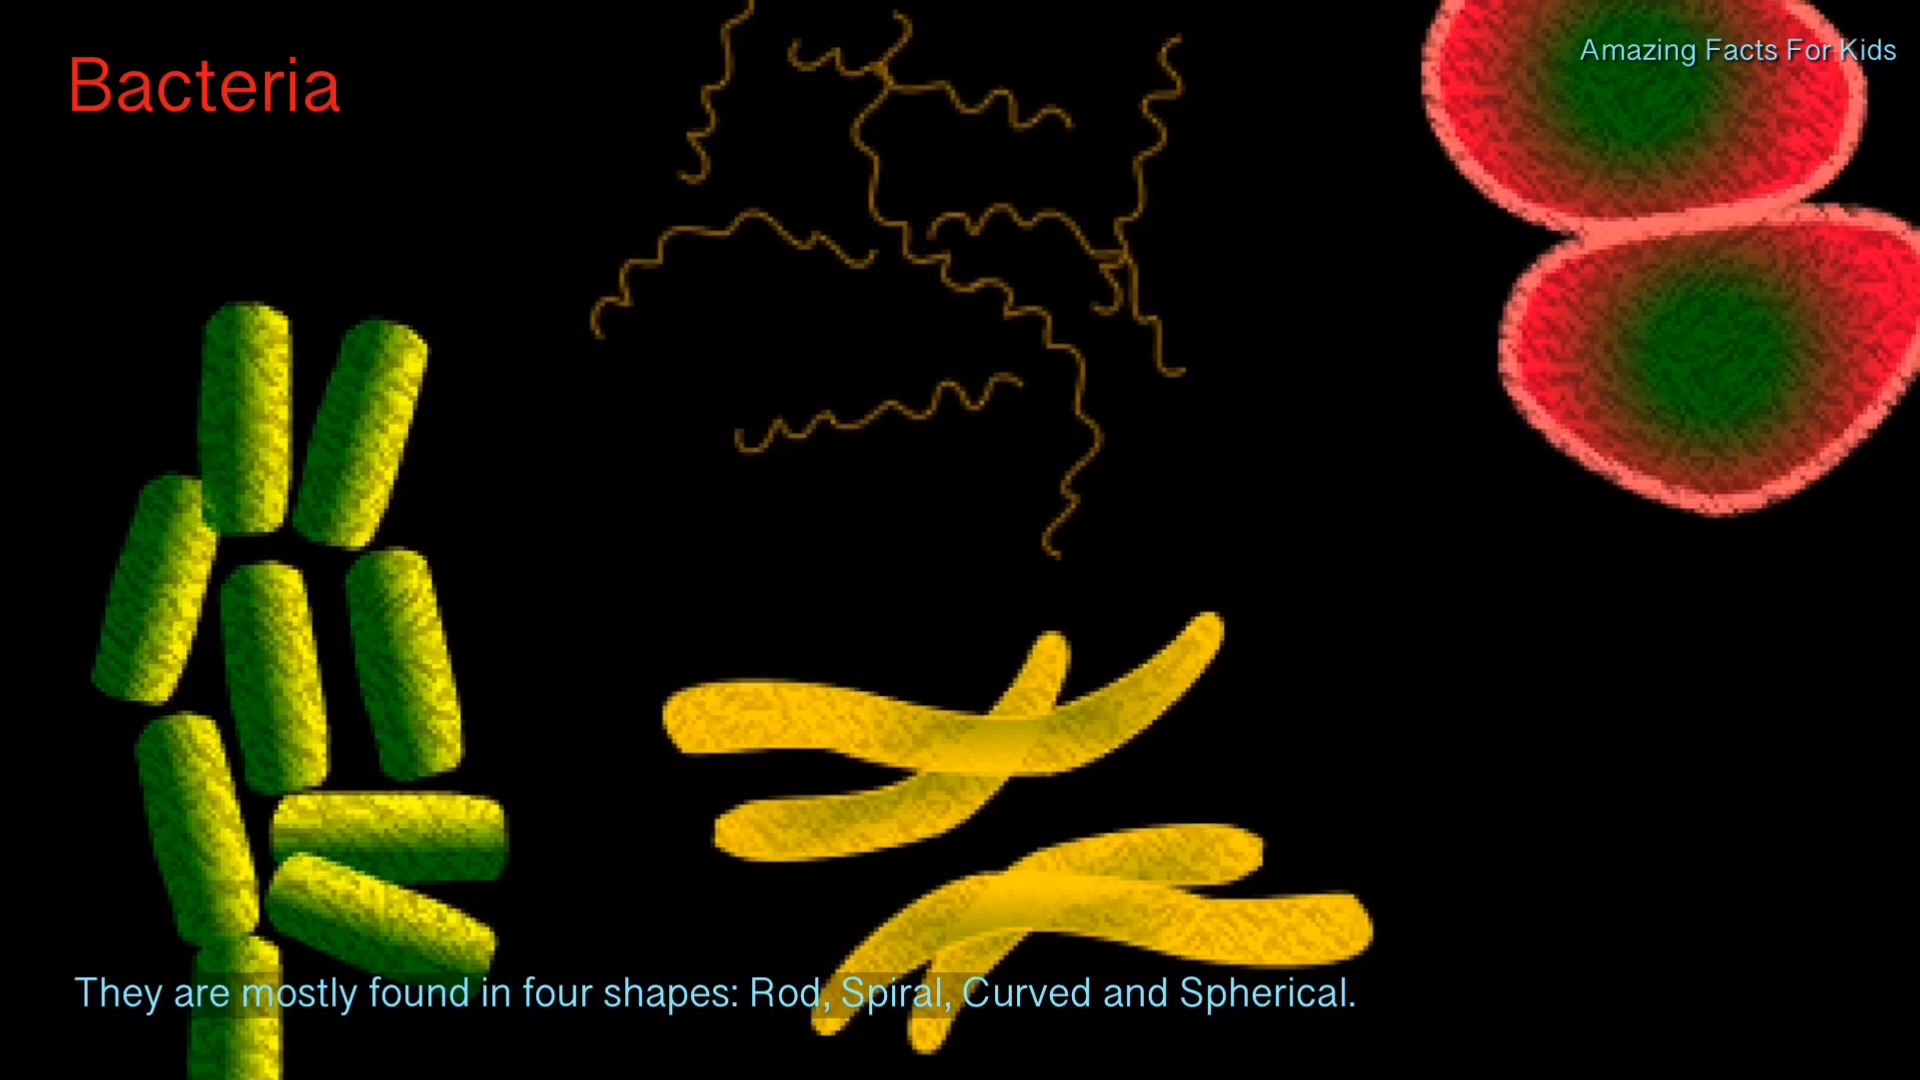 Bacteria
Amazing Facts For Kids
They are mostly found in four shapes: Rod, Spiral, Curved and Spherical.